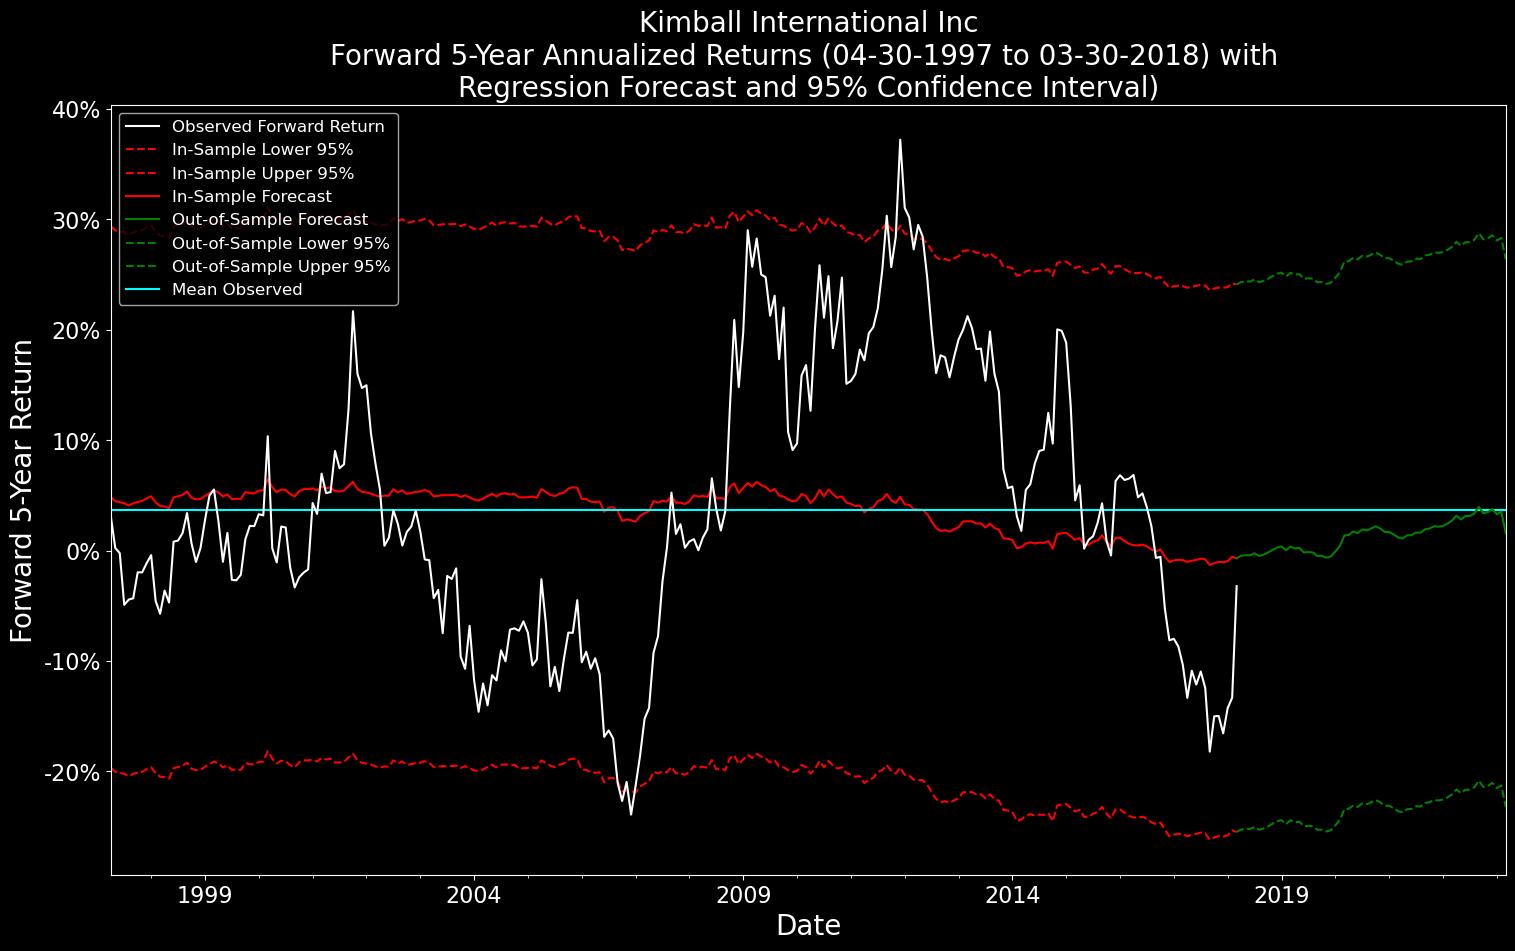 Kimball International Inc
Forward 5-Year Annualized Returns (04-30-1997 to 03-30-2018) with
Regression Forecast and 95% Confidence Interval)
40%
30%
20%
10%
0%
-10%
-20%
Forward 5-Year Return
Observed Forward Return
In-Sample Lower 95%
In-Sample Upper 95%
In-Sample Forecast
Out-of-Sample Forecast
Out-of-Sample Lower 95%
Out-of-Sample Upper 95%
Mean Observed
1999
2004
2009
2014
2019
Date